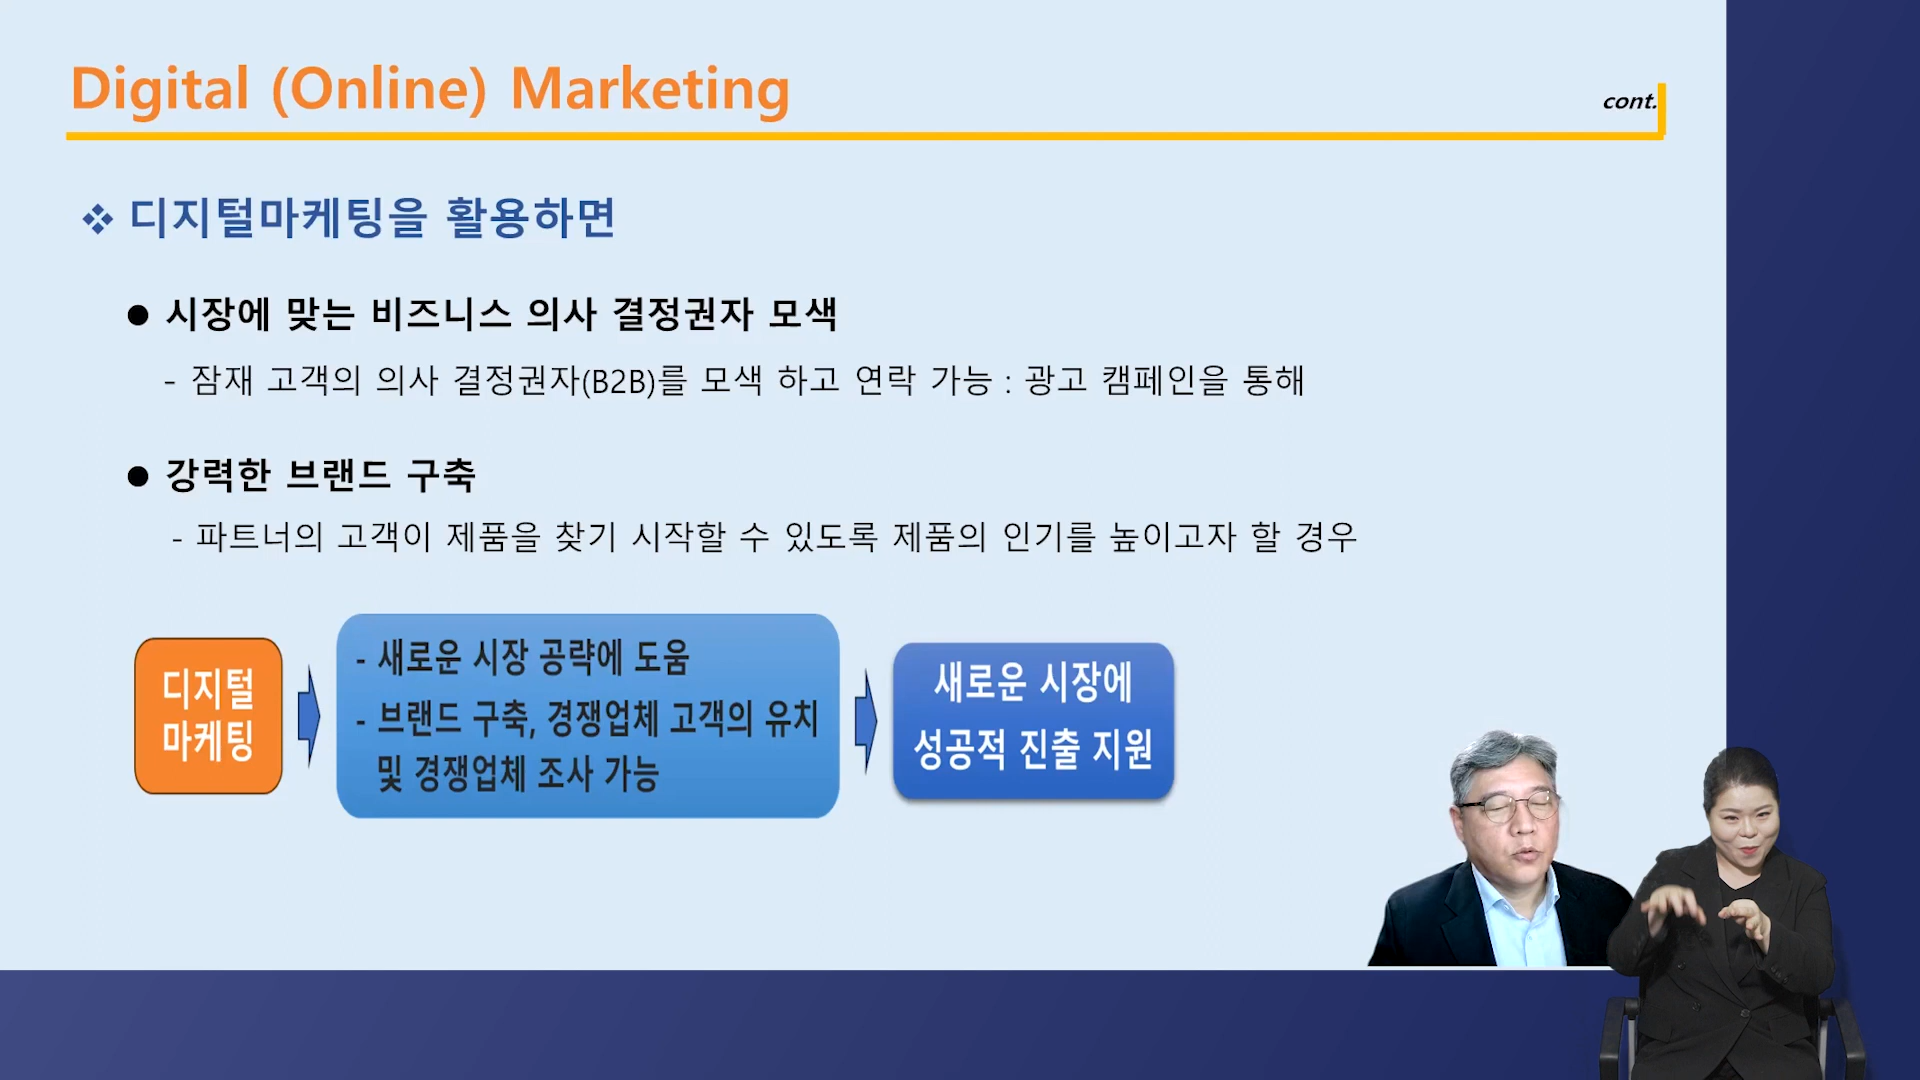 Digital (Online) Marketing
cont.
❖ 디지털마케팅을 활용하면
● 시장에 맞는 비즈니스 의사 결정권자 모색
- 잠재 고객의 의사 결정권자(B2B)를 모색 하고 연락 가능 : 광고 캠페인을 통해
● 강력한 브랜드 구축
- 파트너의 고객이 제품을 찾기 시작할 수 있도록 제품의 인기를 높이고자 할 경우
디지털
마케팅
- 새로운 시장 공략에 도움
- 브랜드 구축, 경쟁업체 고객의 유치
및 경쟁업체 조사 가능
새로운 시장에
성공적 진출 지원